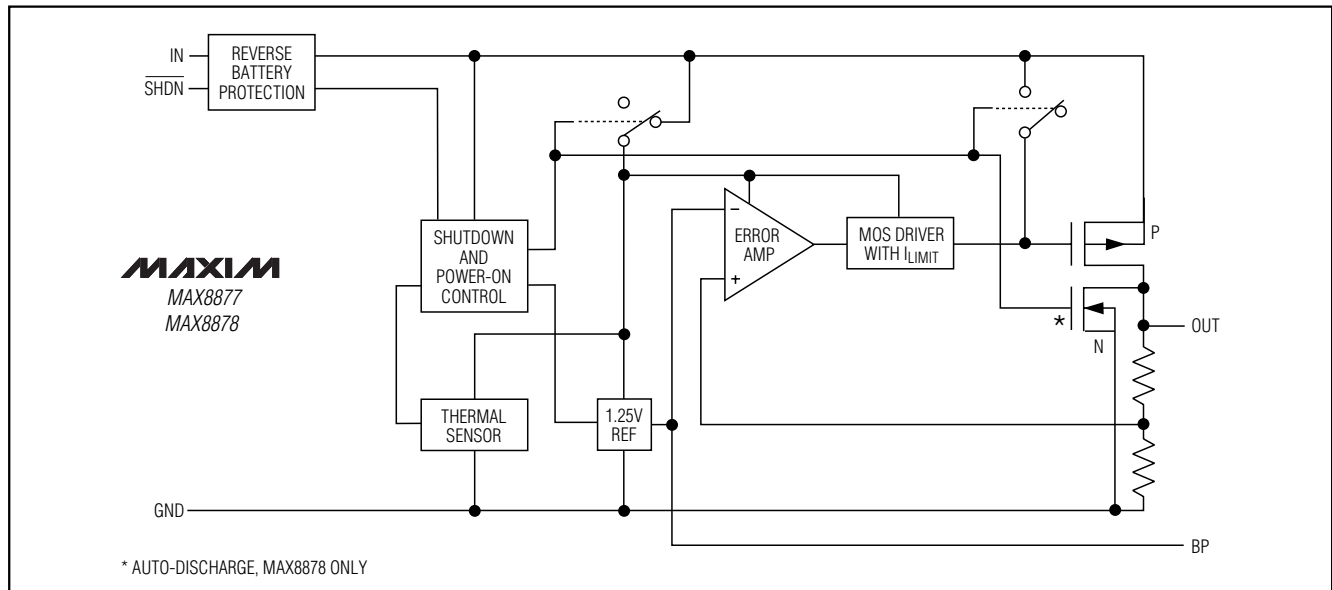 IN
REVERSE
BATTERY
PROTECTION
SHDN
SHUTDOWN
AND
POWER-ON
CONTROL
−
ERROR
AMP
+
MOS DRIVER
WITH ILIMIT
P
MAXIM
MAX8877
MAX8878
*
N
OUT
THERMAL
SENSOR
1.25V
REF
GND
BP
* AUTO-DISCHARGE, MAX8878 ONLY